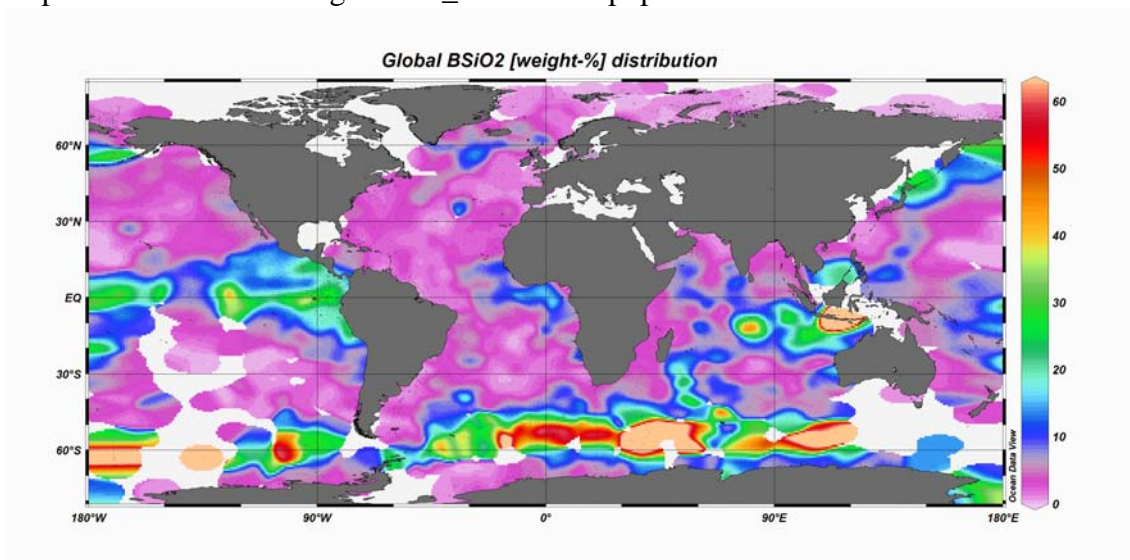 Global BSiO2 [weight-%] distribution
60
50
40
30
20
10
0
60°N
30°N
EQ
30°S
60°S
Ocean Data View
180°W
90°W
0°
90°E
180°E